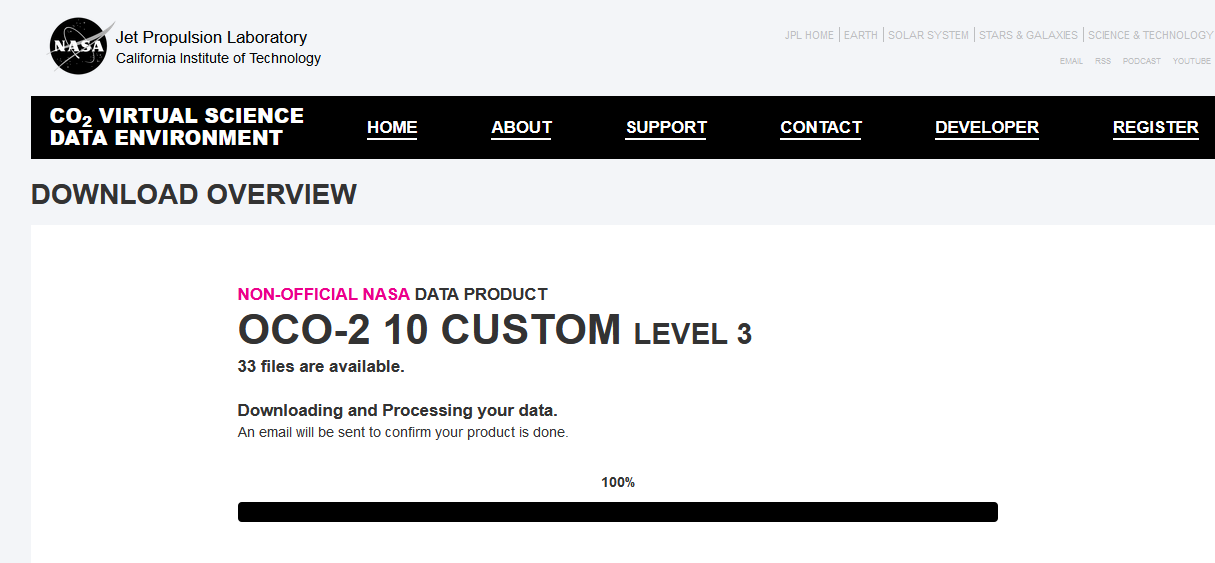 NASA
Jet Propulsion Laboratory
California Institute of Technology
JPL HOME | EARTH | SOLAR SYSTEM | STARS & GALAXIES | SCIENCE & TECHNOLOGY
EMAIL RSS PODCAST YOUTUBE
CO2 VIRTUAL SCIENCE
DATA ENVIRONMENT
HOME ABOUT SUPPORT CONTACT DEVELOPER REGISTER
DOWNLOAD OVERVIEW
NON-OFFICIAL NASA DATA PRODUCT
OCO-2 10 CUSTOM LEVEL 3
33 files are available.
Downloading and Processing your data.
An email will be sent to confirm your product is done.
100%